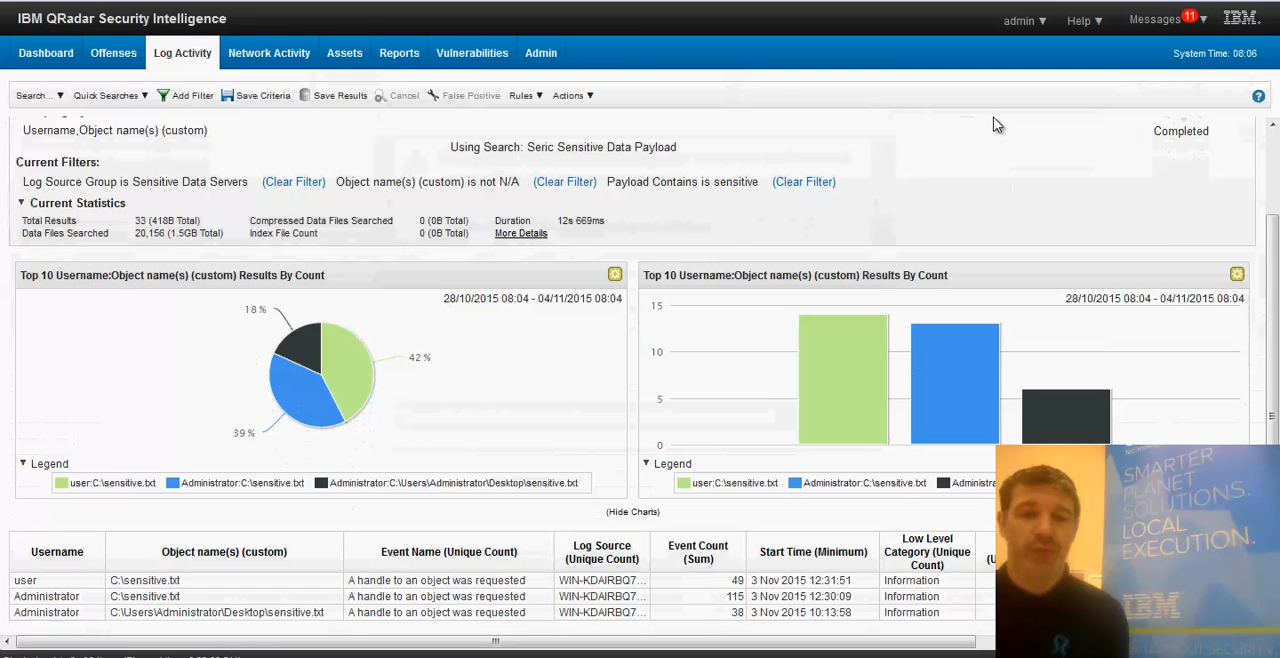 IBM QRadar Security Intelligence
admin ▼ Help ▼ Messages 11 ▼ IBM.
Dashboard Offenses Log Activity Network Activity Assets Reports Vulnerabilities Admin System Time: 08:06
Search... ▼ Quick Searches ▼ Add Filter Save Criteria Save Results Cancel False Positive Rules ▼ Actions ▼
Username,Object name(s) (custom) Completed
Using Search: Seric Sensitive Data Payload
Current Filters:
Log Source Group is Sensitive Data Servers (Clear Filter) Object name(s) (custom) is not N/A (Clear Filter) Payload Contains is sensitive (Clear Filter)
▼ Current Statistics
Total Results 33 (418B Total) Compressed Data Files Searched 0 (0B Total) Duration 12s 669ms
Data Files Searched 20,156 (1.5GB Total) Index File Count 0 (0B Total) More Details
Top 10 Username:Object name(s) (custom) Results By Count
28/10/2015 08:04 - 04/11/2015 08:04
18 %
42 %
39 %
▼ Legend
user:C:\sensitive.txt Administrator:C:\sensitive.txt Administrator:C:\Users\Administrator\Desktop\sensitive.txt
Top 10 Username:Object name(s) (custom) Results By Count
28/10/2015 08:04 - 04/11/2015 08:04
15
10
5
0
▼ Legend
user:C:\sensitive.txt Administrator:C:\sensitive.txt Administra
(Hide Charts)
Username Object name(s) (custom) Event Name (Unique Count) Log Source (Unique Count) Event Count (Sum) Start Time (Minimum) Low Level Category (Unique Count)
user C:\sensitive.txt A handle to an object was requested WIN-KDAIRBQ7... 49 3 Nov 2015 12:31:51 Information
Administrator C:\sensitive.txt A handle to an object was requested WIN-KDAIRBQ7... 115 3 Nov 2015 12:30:09 Information
Administrator C:\Users\Administrator\Desktop\sensitive.txt A handle to an object was requested WIN-KDAIRBQ7... 38 3 Nov 2015 10:13:58 Information
SMARTER
PLANET
SOLUTIONS.
LOCAL
EXECUTION.
IBM